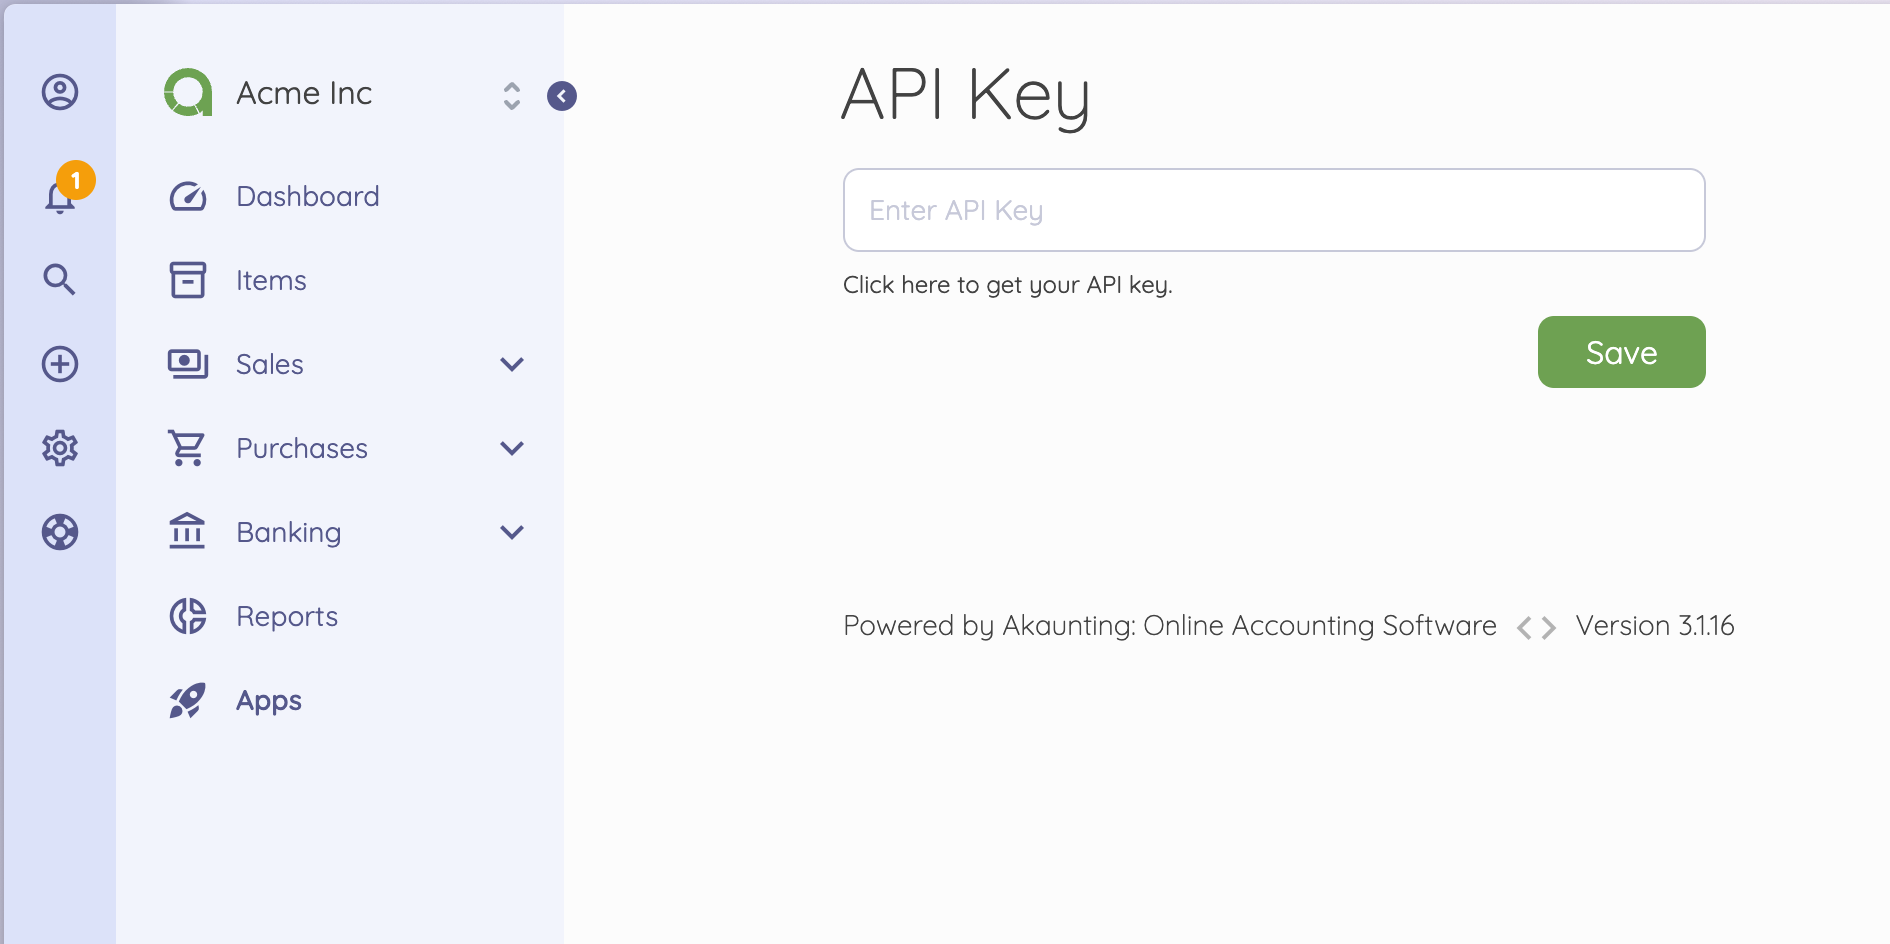 Acme Inc
1
Dashboard
Items
Sales
Purchases
Banking
Reports
Apps
API Key
Enter API Key
Click here to get your API key.
Save
Powered by Akaunting: Online Accounting Software <> Version 3.1.16